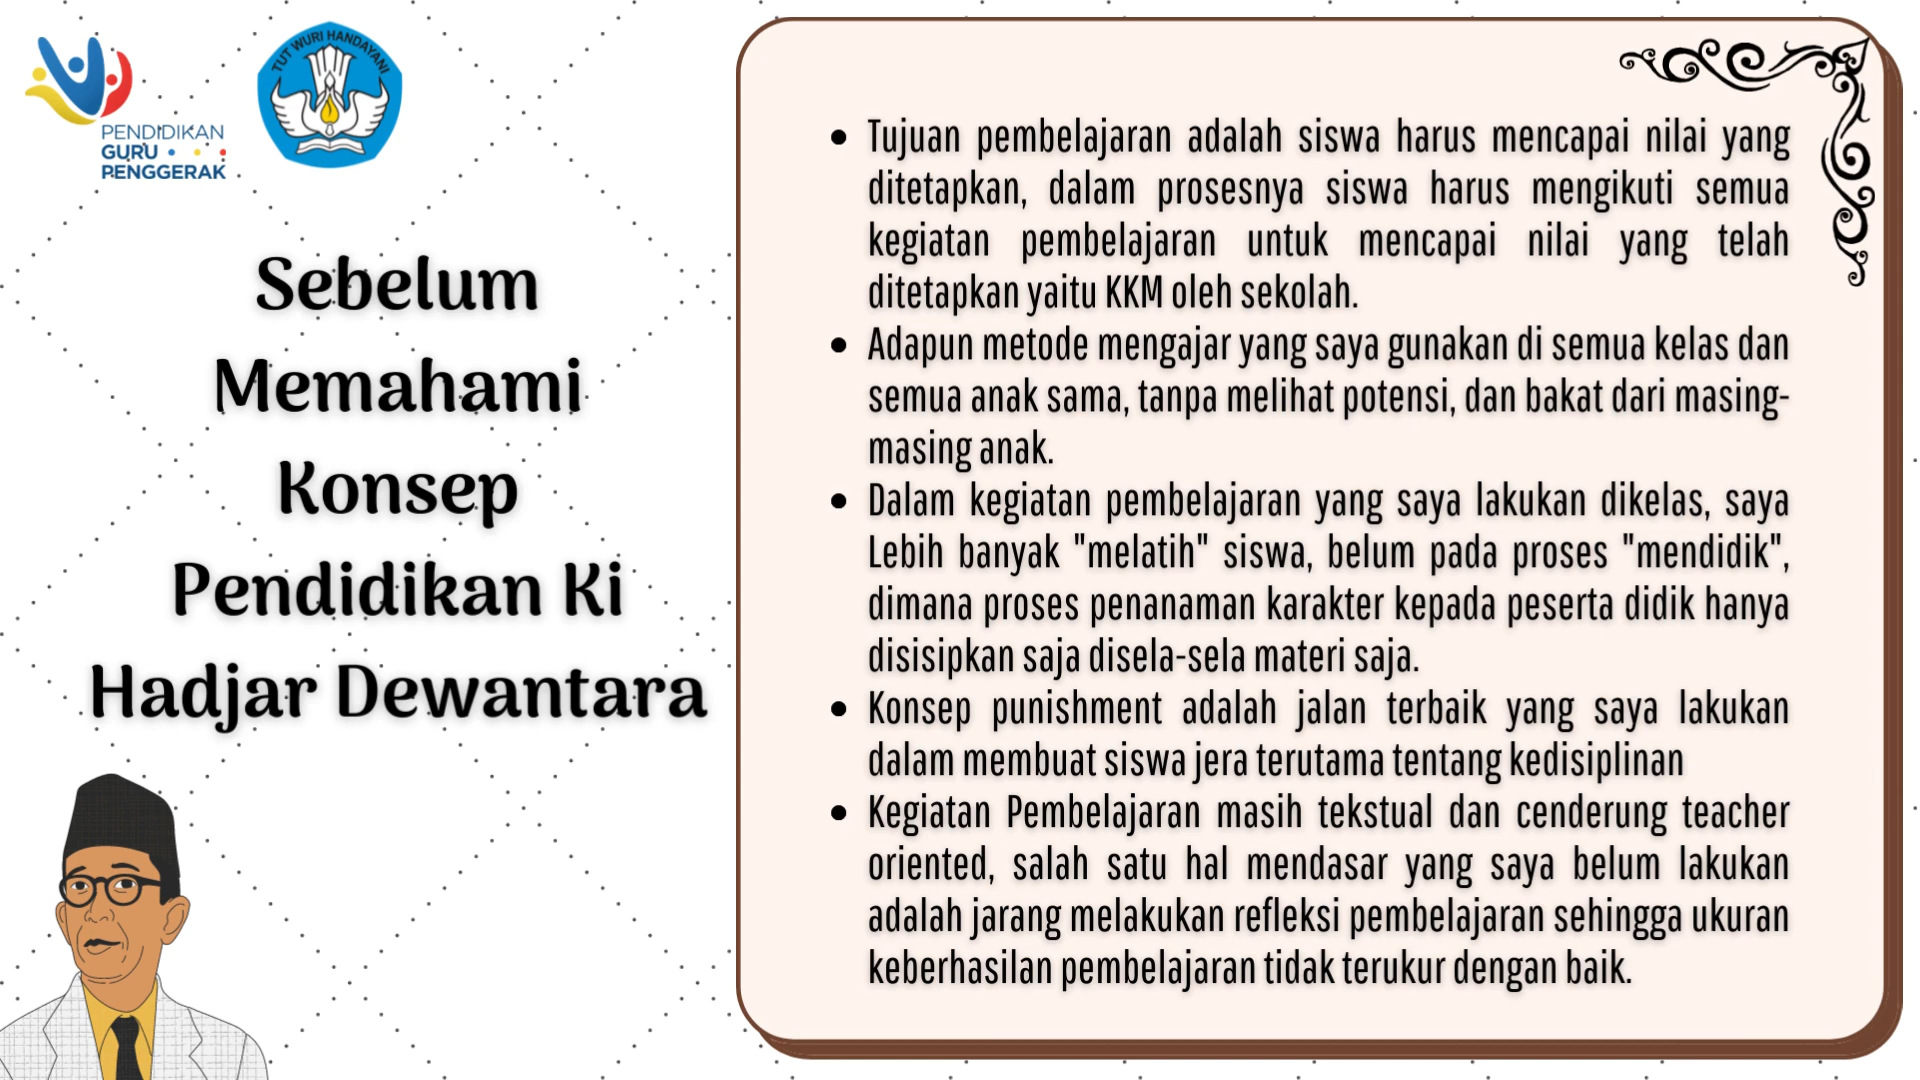 PENDIDIKAN
GURU
PENGGERAK
TUT WURI HANDAYANI
Sebelum
Memahami
Konsep
Pendidikan Ki
Hadjar Dewantara
• Tujuan pembelajaran adalah siswa harus mencapai nilai yang
ditetapkan, dalam prosesnya siswa harus mengikuti semua
kegiatan pembelajaran untuk mencapai nilai yang telah
ditetapkan yaitu KKM oleh sekolah.
• Adapun metode mengajar yang saya gunakan di semua kelas dan
semua anak sama, tanpa melihat potensi, dan bakat dari masing-
masing anak.
• Dalam kegiatan pembelajaran yang saya lakukan dikelas, saya
Lebih banyak "melatih" siswa, belum pada proses "mendidik",
dimana proses penanaman karakter kepada peserta didik hanya
disisipkan saja disela-sela materi saja.
• Konsep punishment adalah jalan terbaik yang saya lakukan
dalam membuat siswa jera terutama tentang kedisiplinan
• Kegiatan Pembelajaran masih tekstual dan cenderung teacher
oriented, salah satu hal mendasar yang saya belum lakukan
adalah jarang melakukan refleksi pembelajaran sehingga ukuran
keberhasilan pembelajaran tidak terukur dengan baik.